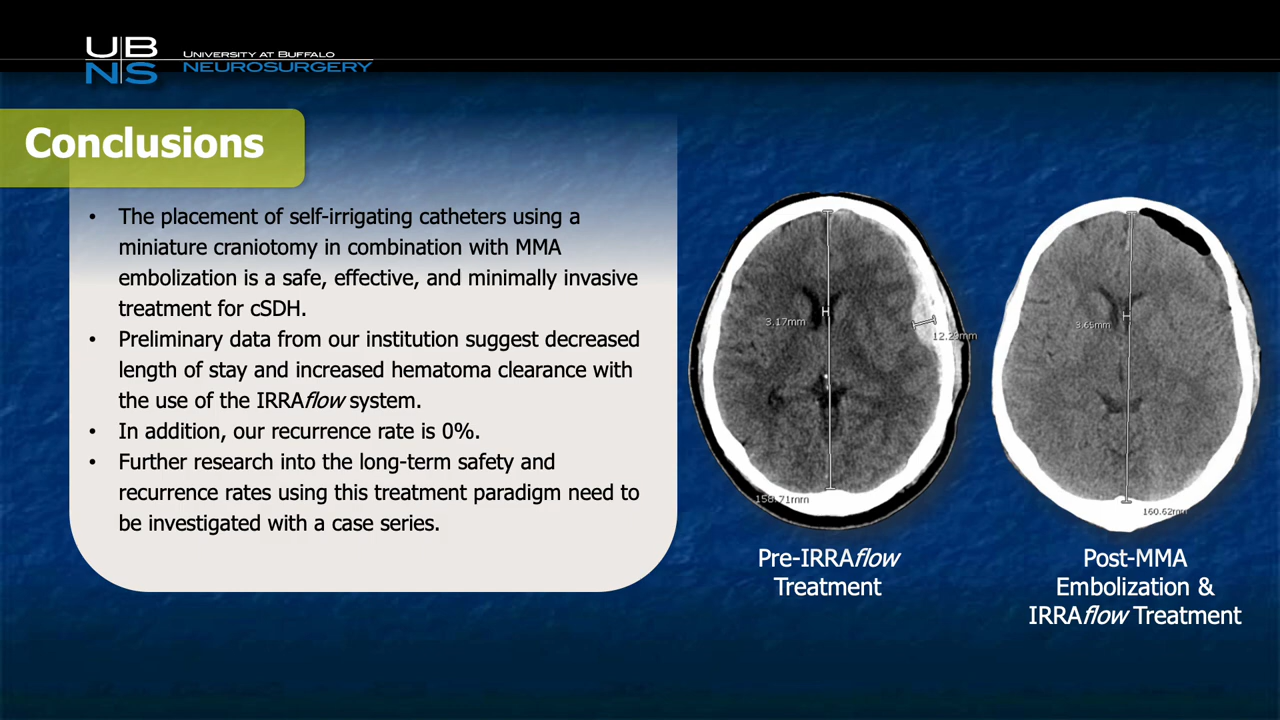 UB
NS
UNIVERSITY AT BUFFALO
NEUROSURGERY
Conclusions
• The placement of self-irrigating catheters using a
miniature craniotomy in combination with MMA
embolization is a safe, effective, and minimally invasive
treatment for cSDH.
• Preliminary data from our institution suggest decreased
length of stay and increased hematoma clearance with
the use of the IRRAflow system.
• In addition, our recurrence rate is 0%.
• Further research into the long-term safety and
recurrence rates using this treatment paradigm need to
be investigated with a case series.
3.17mm
12.29mm
158.71mm
Pre-IRRAflow
Treatment
3.65mm
160.62mm
Post-MMA
Embolization &
IRRAflow Treatment